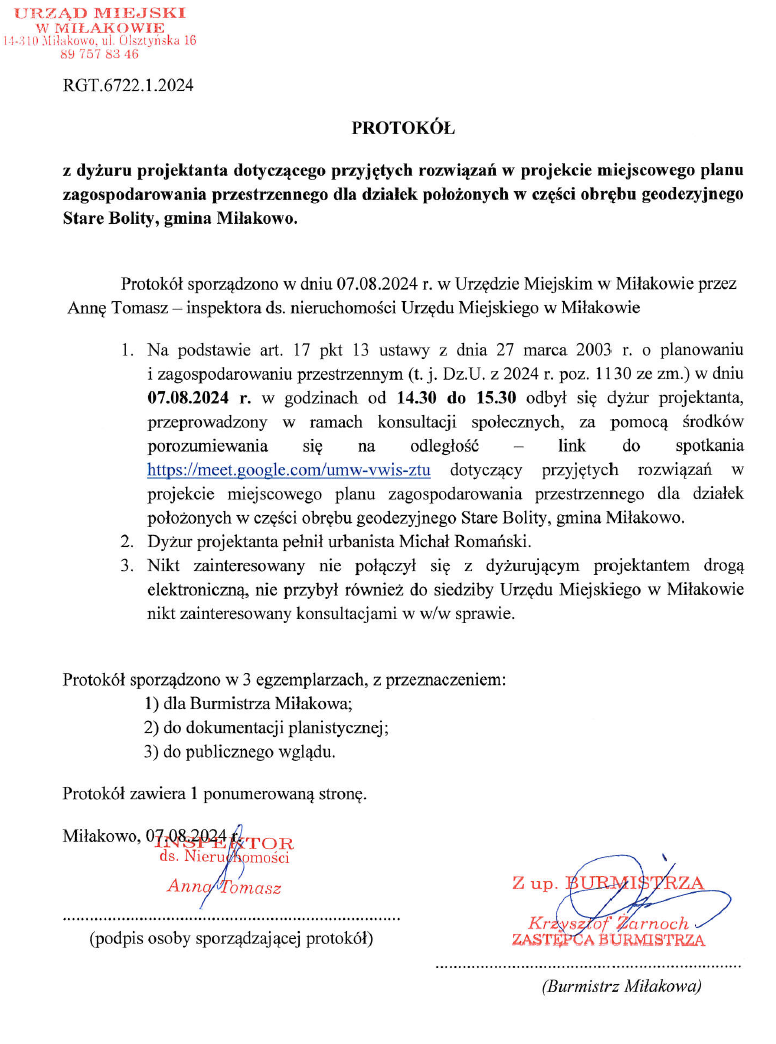 URZĄD MIEJSKI
W MIŁAKOWIE
14-310 Miłakowo, ul. Olsztyńska 16
89 757 83 46
RGT.6722.1.2024
PROTOKÓŁ
z dyżuru projektanta dotyczącego przyjętych rozwiązań w projekcie miejscowego planu
zagospodarowania przestrzennego dla działek położonych w części obrębu geodezyjnego
Stare Bolity, gmina Miłakowo.
Protokół sporządzono w dniu 07.08.2024 r. w Urzędzie Miejskim w Miłakowie przez
Annę Tomasz – inspektora ds. nieruchomości Urzędu Miejskiego w Miłakowie
1. Na podstawie art. 17 pkt 13 ustawy z dnia 27 marca 2003 r. o planowaniu
i zagospodarowaniu przestrzennym (t. j. Dz.U. z 2024 r. poz. 1130 ze zm.) w dniu
07.08.2024 r. w godzinach od 14.30 do 15.30 odbył się dyżur projektanta,
przeprowadzony w ramach konsultacji społecznych, za pomocą środków
porozumiewania się na odległość – link do spotkania
https://meet.google.com/umw-vwis-ztu dotyczący przyjętych rozwiązań w
projekcie miejscowego planu zagospodarowania przestrzennego dla działek
położonych w części obrębu geodezyjnego Stare Bolity, gmina Miłakowo.
2. Dyżur projektanta pełnił urbanista Michał Romański.
3. Nikt zainteresowany nie połączył się z dyżurującym projektantem drogą
elektroniczną, nie przybył również do siedziby Urzędu Miejskiego w Miłakowie
nikt zainteresowany konsultacjami w w/w sprawie.
Protokół sporządzono w 3 egzemplarzach, z przeznaczeniem:
1) dla Burmistrza Miłakowa;
2) do dokumentacji planistycznej;
3) do publicznego wglądu.
Protokół zawiera 1 ponumerowaną stronę.
Miłakowo, 07.08.2024 r.
INSPEKTOR
ds. Nieruchomości
Anna Tomasz
(podpis osoby sporządzającej protokół)
Z up. BURMISTRZA
Krzysztof Żarnoch
ZASTĘPCA BURMISTRZA
(Burmistrz Miłakowa)